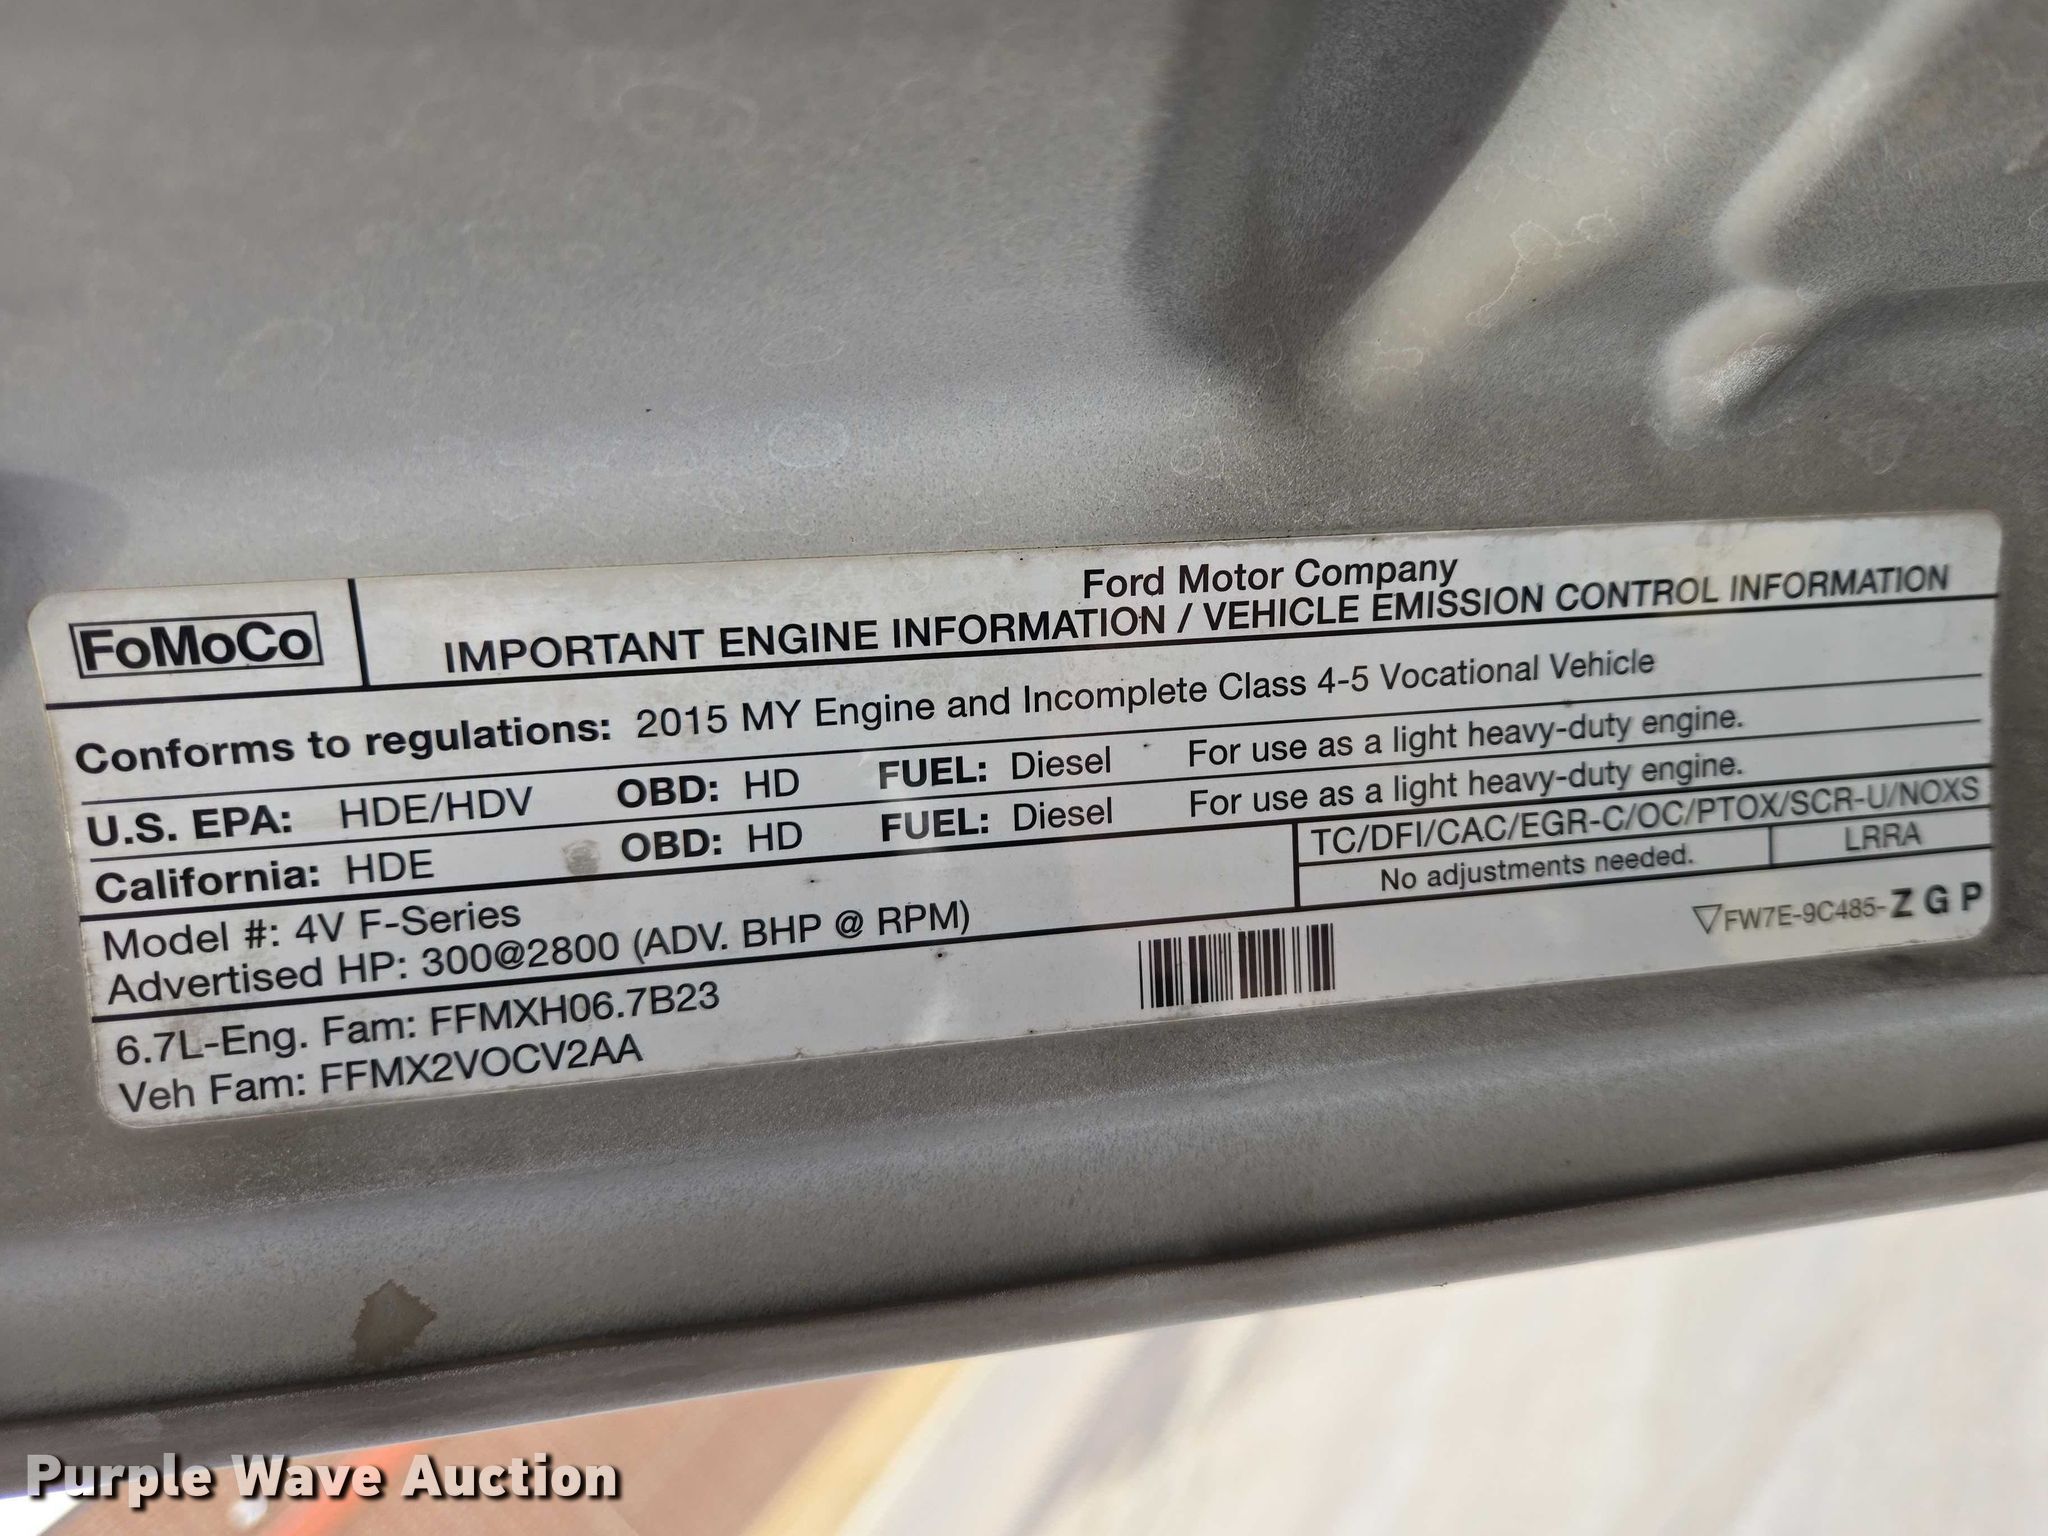 FoMoCo
Ford Motor Company
IMPORTANT ENGINE INFORMATION / VEHICLE EMISSION CONTROL INFORMATION
Conforms to regulations: 2015 MY Engine and Incomplete Class 4-5 Vocational Vehicle
U.S. EPA: HDE/HDV OBD: HD FUEL: Diesel For use as a light heavy-duty engine.
California: HDE OBD: HD FUEL: Diesel For use as a light heavy-duty engine.
Model #: 4V F-Series
Advertised HP: 300@2800 (ADV. BHP @ RPM)
TC/DFI/CAC/EGR-C/OC/PTOX/SCR-U/NOXS
No adjustments needed. LRRA
6.7L-Eng. Fam: FFMXH06.7B23
Veh Fam: FFMX2VOCV2AA
FW7E-9C485-Z G P
Purple Wave Auction